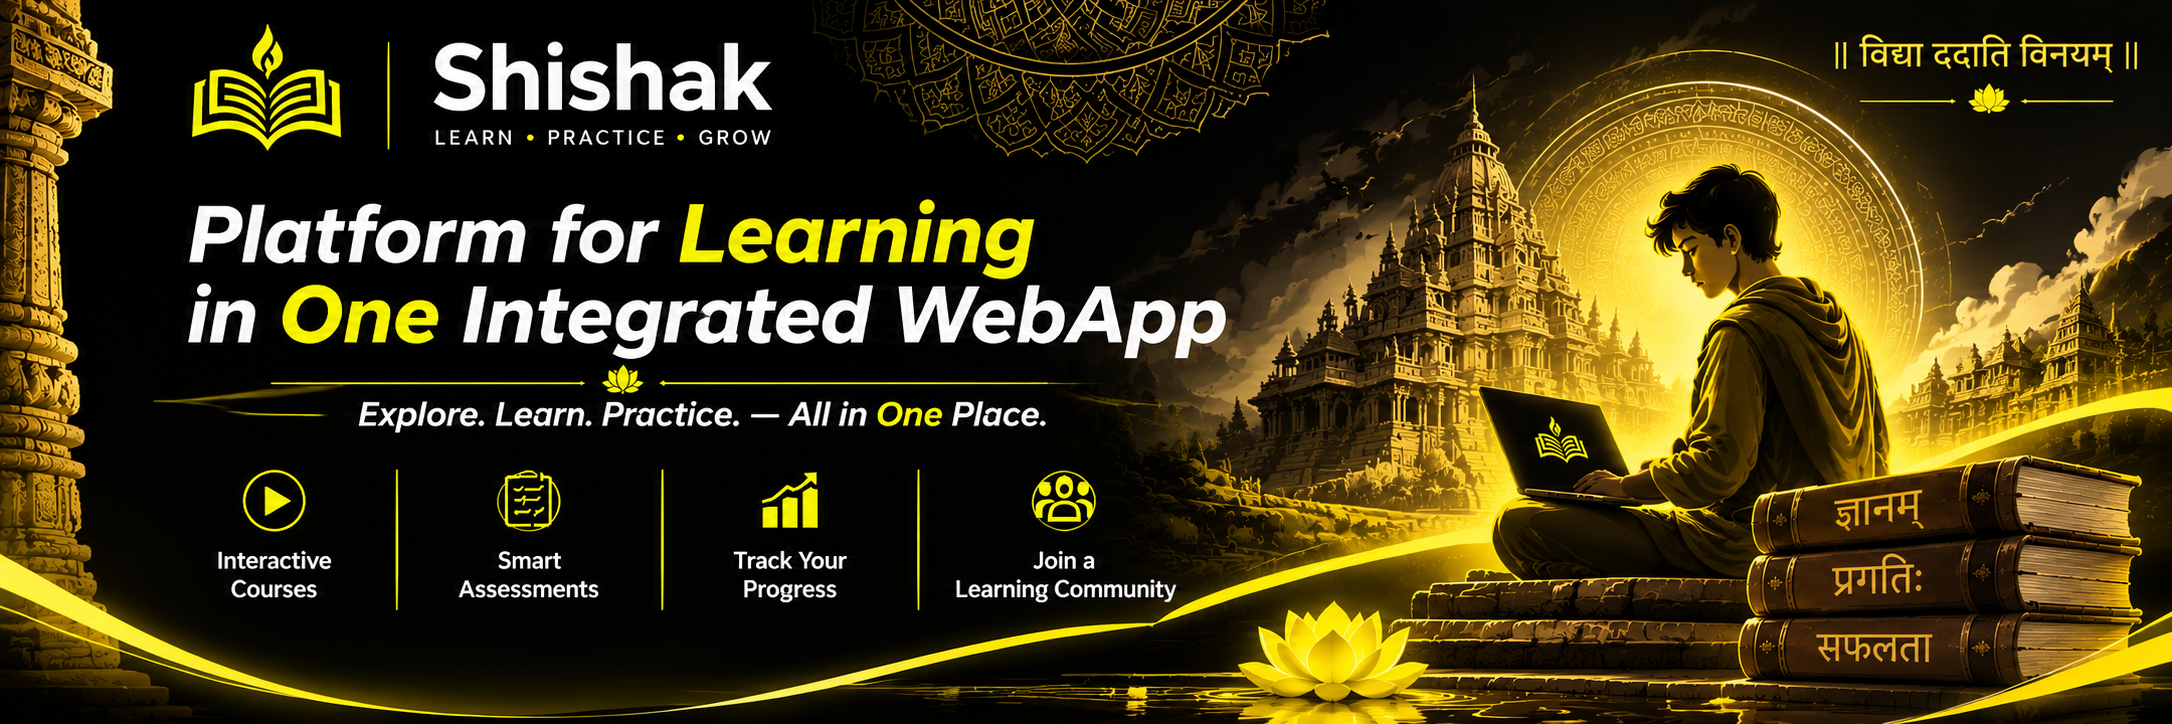 Shishak
LEARN • PRACTICE • GROW
|| विद्या ददाति विनयम् ||
Platform for Learning
in One Integrated WebApp
Explore. Learn. Practice. — All in One Place.
Interactive
Courses
Smart
Assessments
Track Your
Progress
Join a
Learning Community
ज्ञानम्
प्रगतिः
सफलता